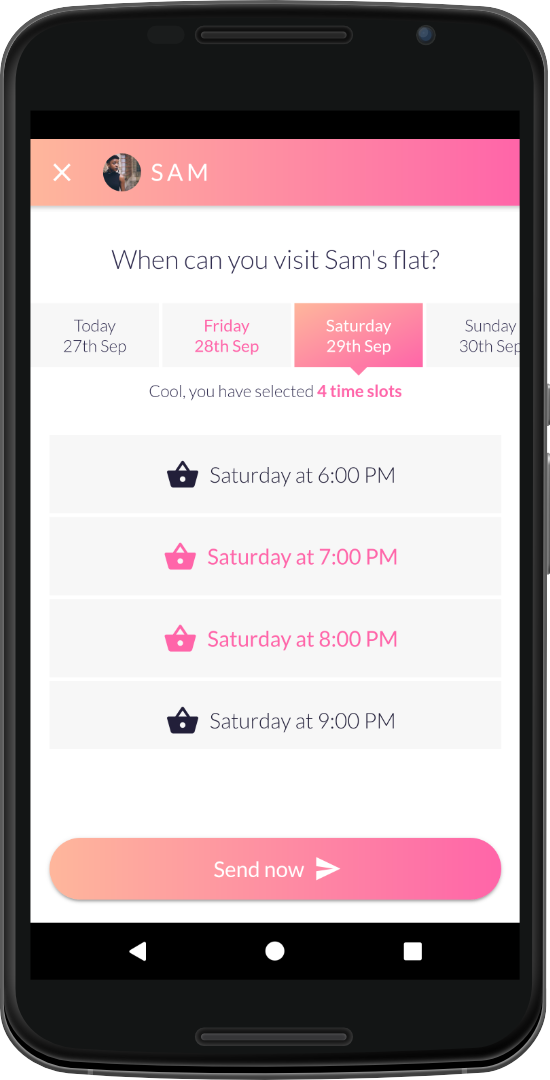 SAM
When can you visit Sam's flat?
Today
27th Sep
Friday
28th Sep
Saturday
29th Sep
Sunday
30th Sep
Cool, you have selected 4 time slots
Saturday at 6:00 PM
Saturday at 7:00 PM
Saturday at 8:00 PM
Saturday at 9:00 PM
Send now